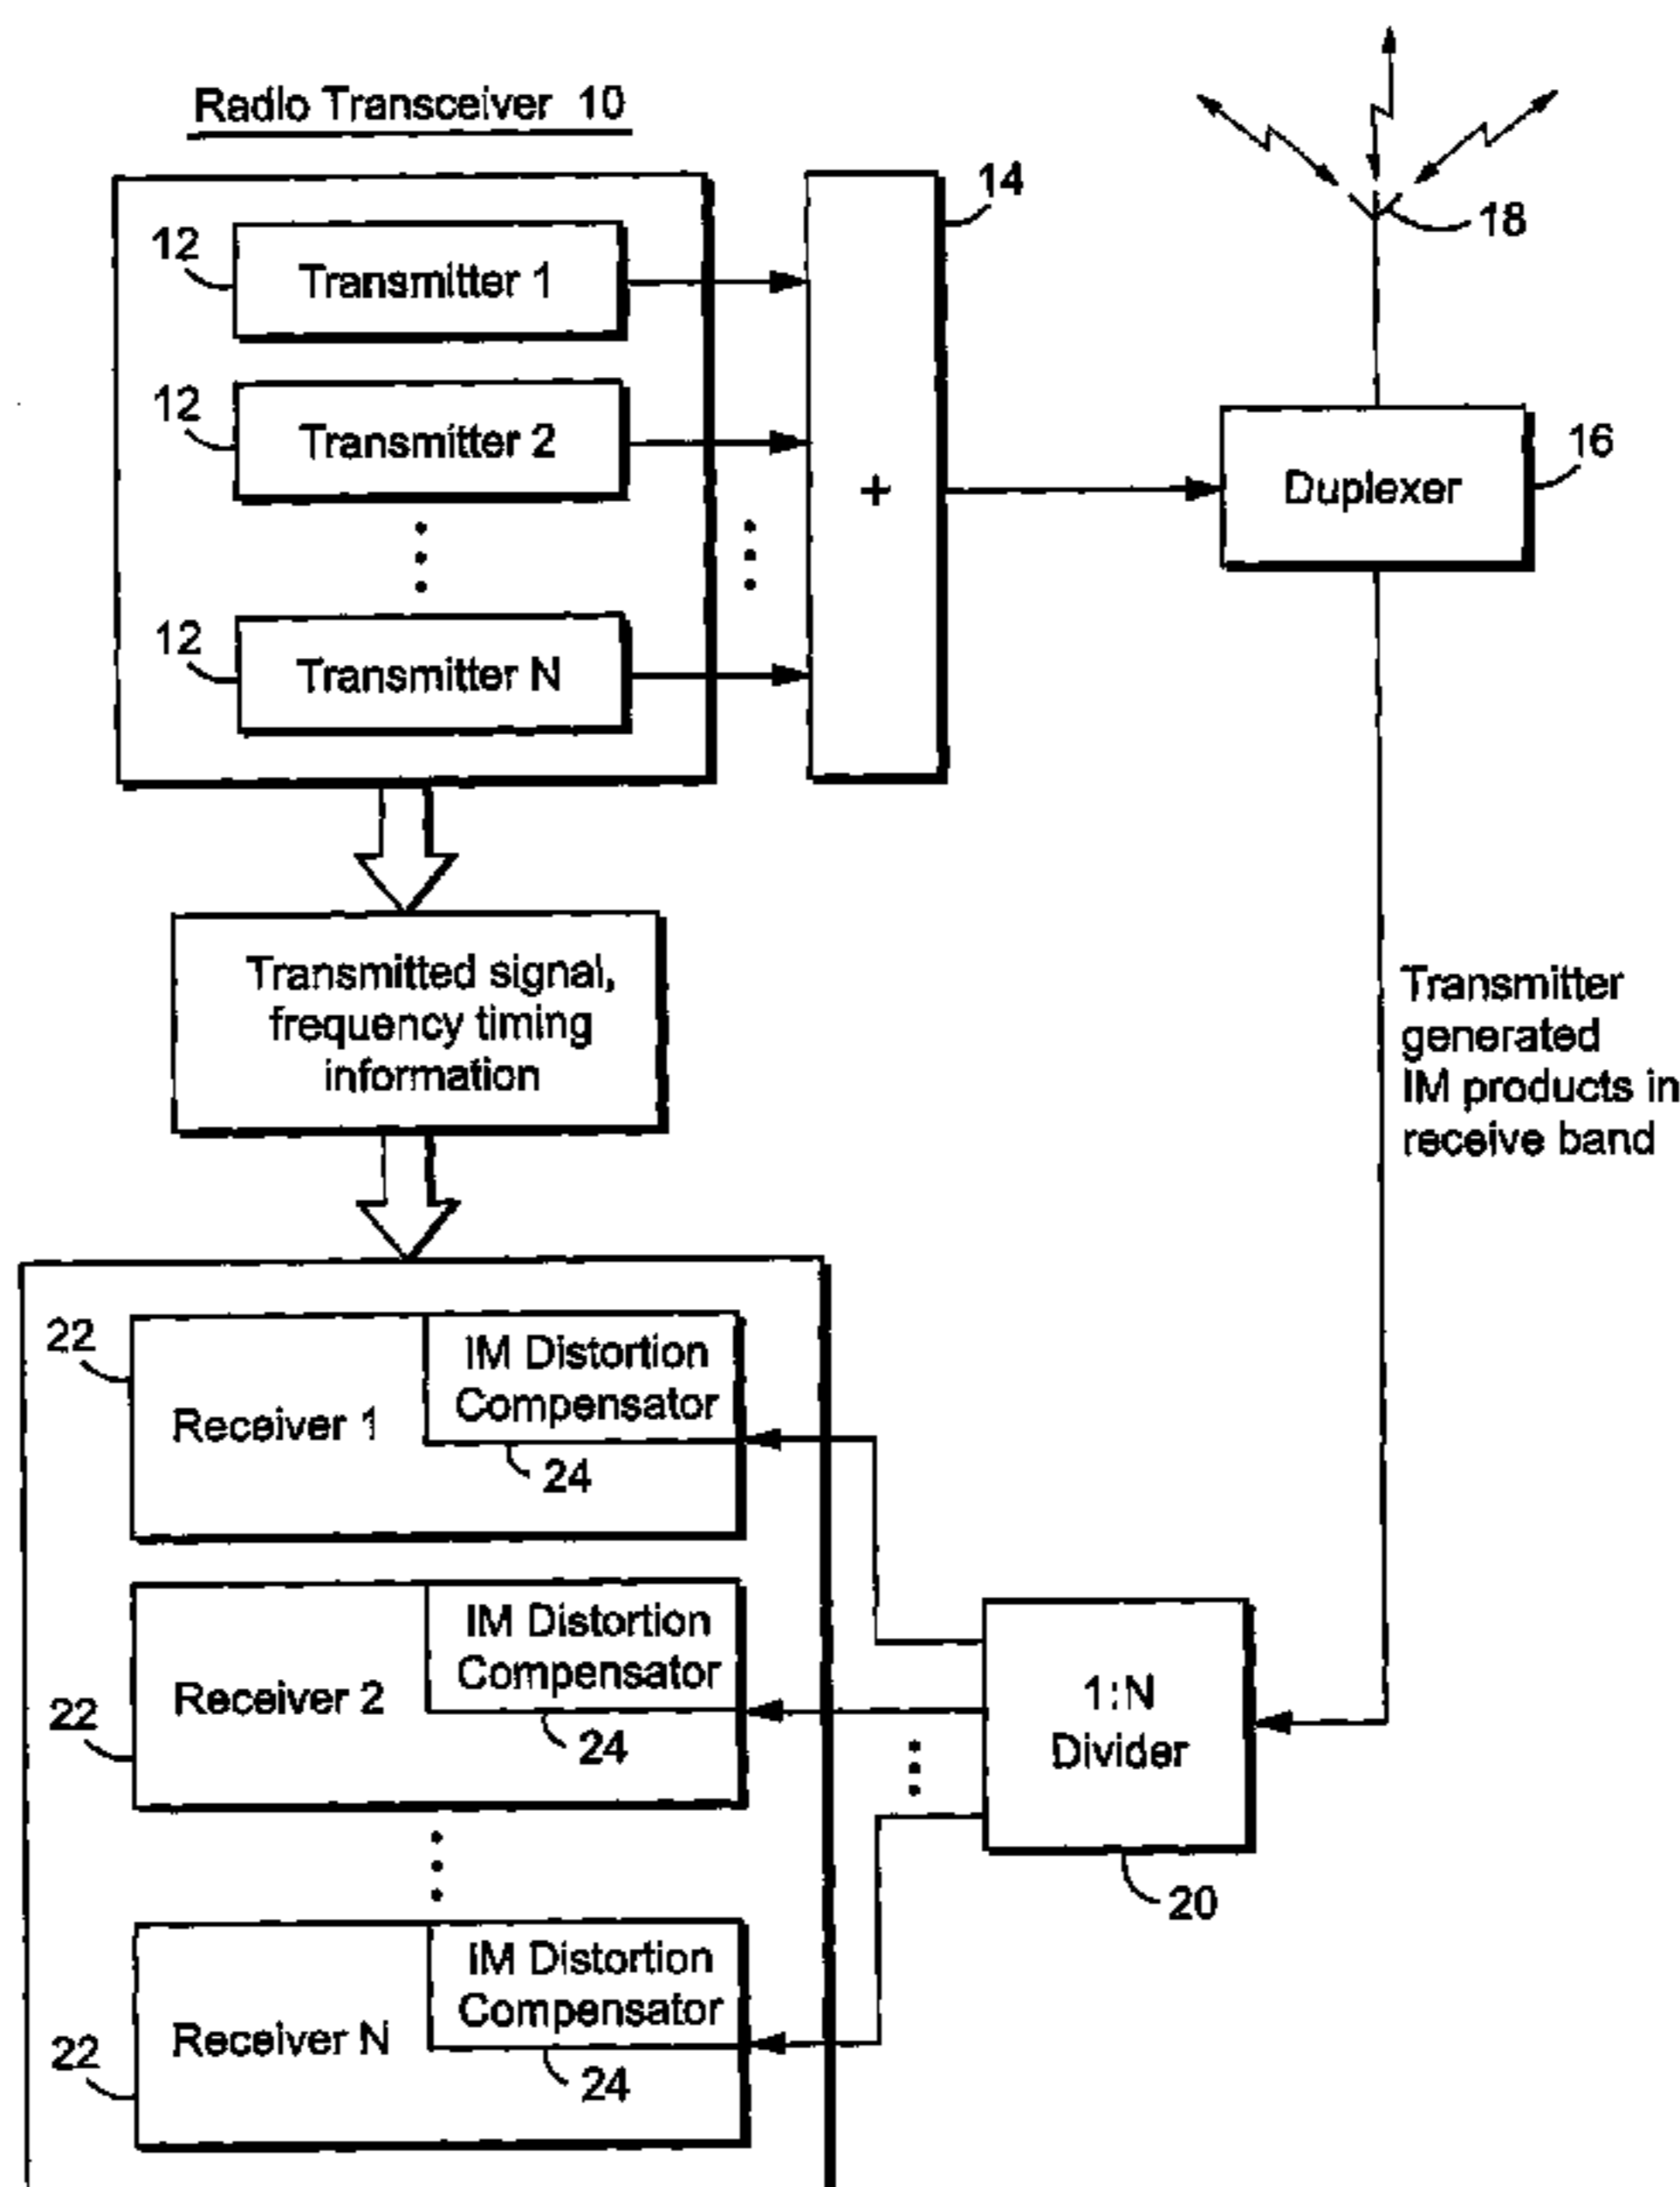 Radio Transceiver 10
14
18
12
Transmitter 1
12
Transmitter 2
16
+
Duplexer
12
Transmitter N
Transmitted signal,
frequency timing
information
Transmitter
generated
IM products in
receive band
22
Receiver 1
IM Distortion
Compensator
24
22
Receiver 2
IM Distortion
Compensator
24
1:N
Divider
20
22
Receiver N
IM Distortion
Compensator
24